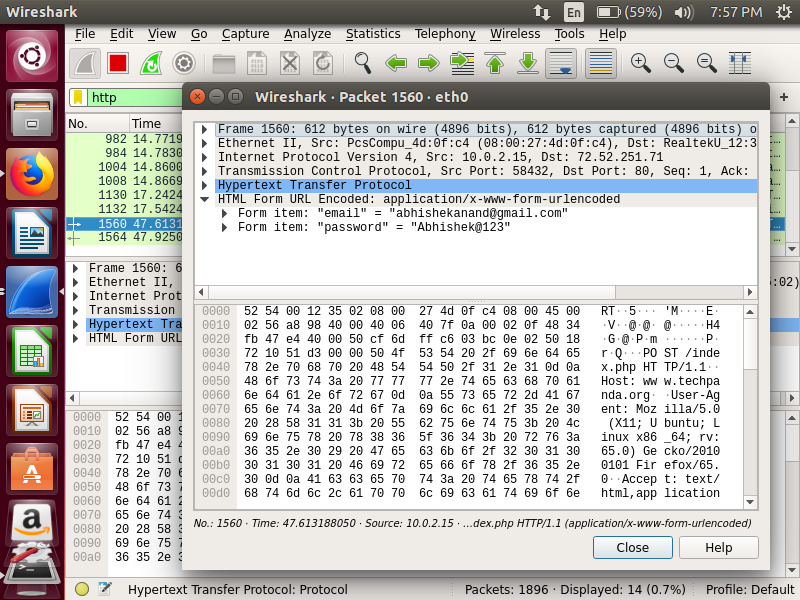 Wireshark
En
(59%)
7:57 PM
File Edit View Go Capture Analyze Statistics Telephony Wireless Tools Help
http
+
No. Time
982 14.7719
984 14.7830
1004 14.8600
1008 14.8669
1130 17.2424
1132 17.5424
1560 47.6131
1564 47.9250
Frame 1560: 6
Ethernet II,
Internet Prot
Transmission
Hypertext Tra
HTML Form URL
:02)
0000 52 54 00 1
0010 02 56 a8 9
0020 fb 47 e4 4
0030 72 10 51 d
0040 78 2e 70 6
0050 48 6f 73 7
0060 6e 64 61 2
0070 65 6e 74 3
0080 20 28 58 3
0090 69 6e 75 7
00a0 36 35 2e 3
Wireshark · Packet 1560 · eth0
Frame 1560: 612 bytes on wire (4896 bits), 612 bytes captured (4896 bits) o
Ethernet II, Src: PcsCompu_4d:0f:c4 (08:00:27:4d:0f:c4), Dst: RealtekU_12:3
Internet Protocol Version 4, Src: 10.0.2.15, Dst: 72.52.251.71
Transmission Control Protocol, Src Port: 58432, Dst Port: 80, Seq: 1, Ack:
Hypertext Transfer Protocol
HTML Form URL Encoded: application/x-www-form-urlencoded
Form item: "email" = "abhishekanand@gmail.com"
Form item: "password" = "Abhishek@123"
0000 52 54 00 12 35 02 08 00 27 4d 0f c4 08 00 45 00 RT··5··· 'M····E·
0010 02 56 a8 98 40 00 40 06 40 7f 0a 00 02 0f 48 34 ·V··@·@· @·····H4
0020 fb 47 e4 40 00 50 cf 6d ff c6 03 bc 0e 02 50 18 ·G·@·P·m ······P·
0030 72 10 51 d3 00 00 50 4f 53 54 20 2f 69 6e 64 65 r·Q···PO ST /inde
0040 78 2e 70 68 70 20 48 54 54 50 2f 31 2e 31 0d 0a x.php HT TP/1.1··
0050 48 6f 73 74 3a 20 77 77 77 2e 74 65 63 68 70 61 Host: ww w.techpa
0060 6e 64 61 2e 6f 72 67 0d 0a 55 73 65 72 2d 41 67 nda.org· ·User-Ag
0070 65 6e 74 3a 20 4d 6f 7a 69 6c 6c 61 2f 35 2e 30 ent: Moz illa/5.0
0080 20 28 58 31 31 3b 20 55 62 75 6e 74 75 3b 20 4c (X11; U buntu; L
0090 69 6e 75 78 20 78 38 36 5f 36 34 3b 20 72 76 3a inux x86 _64; rv:
00a0 36 35 2e 30 29 20 47 65 63 6b 6f 2f 32 30 31 30 65.0) Ge cko/2010
00b0 30 31 30 31 20 46 69 72 65 66 6f 78 2f 36 35 2e 0101 Fir efox/65.
00c0 30 0d 0a 41 63 63 65 70 74 3a 20 74 65 78 74 2f 0··Accep t: text/
00d0 68 74 6d 6c 2c 61 70 70 6c 69 63 61 74 69 6f 6e html,app lication
No.: 1560 · Time: 47.613188050 · Source: 10.0.2.15 · ...dex.php HTTP/1.1 (application/x-www-form-urlencoded)
Close Help
Hypertext Transfer Protocol: Protocol
Packets: 1896 · Displayed: 14 (0.7%)
Profile: Default